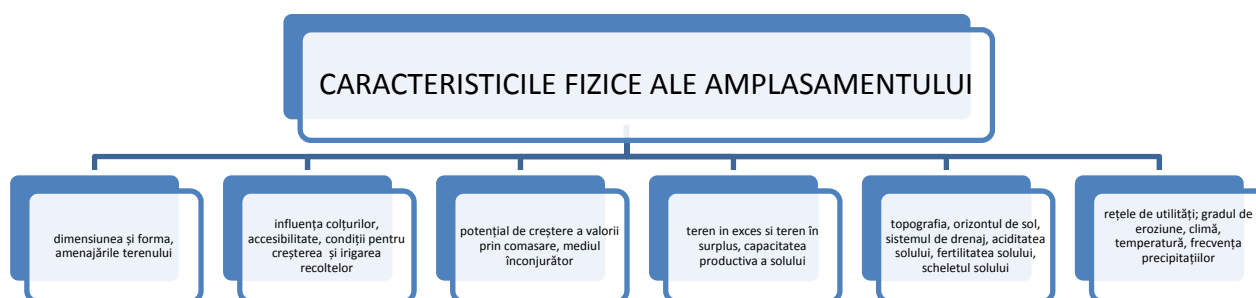 CARACTERISTICILE FIZICE ALE AMPLASAMENTULUI
dimensiunea și forma,
amenajările terenului
influența colțurilor,
accesibilitate, condiții pentru
creșterea și irigarea
recoltelor
potențial de creștere a valorii
prin comasare, mediul
înconjurător
teren in exces si teren în
surplus, capacitatea
productiva a solului
topografia, orizontul de sol,
sistemul de drenaj, aciditatea
solului, fertilitatea solului,
scheletul solului
rețele de utilități; gradul de
eroziune, climă,
temperatură, frecvența
precipitațiilor